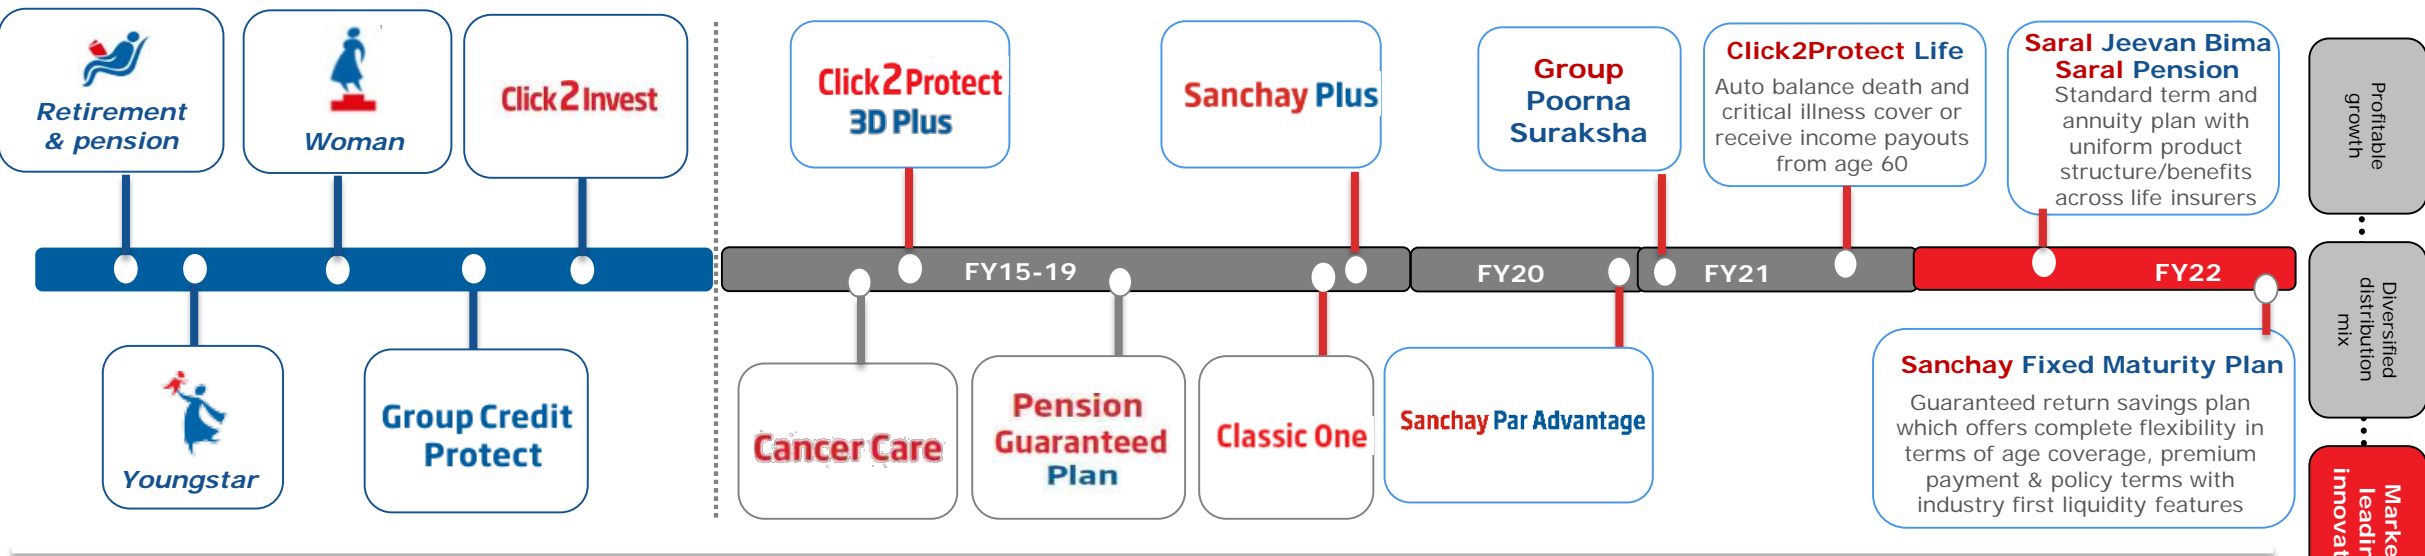 Retirement
& pension
Woman
Click2Invest
Click2Protect
3D Plus
Sanchay Plus
Group
Poorna
Suraksha
Click2Protect Life
Auto balance death and
critical illness cover or
receive income payouts
from age 60
Saral Jeevan Bima
Saral Pension
Standard term and
annuity plan with
uniform product
structure/benefits
across life insurers
Profitable
growth
FY15-19
FY20
FY21
FY22
Diversified
distribution
mix
Youngstar
Group Credit
Protect
Cancer Care
Pension
Guaranteed
Plan
Classic One
Sanchay Par Advantage
Sanchay Fixed Maturity Plan
Guaranteed return savings plan
which offers complete flexibility in
terms of age coverage, premium
payment & policy terms with
industry first liquidity features